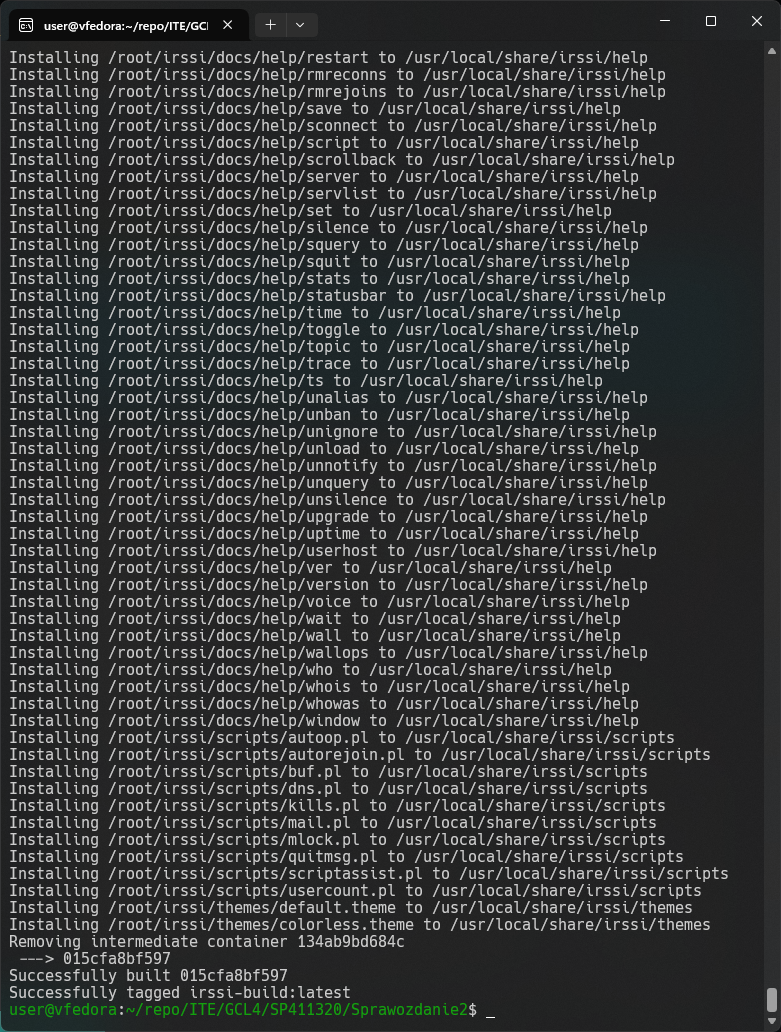 user@vfedora:~/repo/ITE/GCL
Installing /root/irssi/docs/help/restart to /usr/local/share/irssi/help
Installing /root/irssi/docs/help/rmreconns to /usr/local/share/irssi/help
Installing /root/irssi/docs/help/rmrejoins to /usr/local/share/irssi/help
Installing /root/irssi/docs/help/save to /usr/local/share/irssi/help
Installing /root/irssi/docs/help/sconnect to /usr/local/share/irssi/help
Installing /root/irssi/docs/help/script to /usr/local/share/irssi/help
Installing /root/irssi/docs/help/scrollback to /usr/local/share/irssi/help
Installing /root/irssi/docs/help/server to /usr/local/share/irssi/help
Installing /root/irssi/docs/help/servlist to /usr/local/share/irssi/help
Installing /root/irssi/docs/help/set to /usr/local/share/irssi/help
Installing /root/irssi/docs/help/silence to /usr/local/share/irssi/help
Installing /root/irssi/docs/help/squery to /usr/local/share/irssi/help
Installing /root/irssi/docs/help/squit to /usr/local/share/irssi/help
Installing /root/irssi/docs/help/stats to /usr/local/share/irssi/help
Installing /root/irssi/docs/help/statusbar to /usr/local/share/irssi/help
Installing /root/irssi/docs/help/time to /usr/local/share/irssi/help
Installing /root/irssi/docs/help/toggle to /usr/local/share/irssi/help
Installing /root/irssi/docs/help/topic to /usr/local/share/irssi/help
Installing /root/irssi/docs/help/trace to /usr/local/share/irssi/help
Installing /root/irssi/docs/help/ts to /usr/local/share/irssi/help
Installing /root/irssi/docs/help/unalias to /usr/local/share/irssi/help
Installing /root/irssi/docs/help/unban to /usr/local/share/irssi/help
Installing /root/irssi/docs/help/unignore to /usr/local/share/irssi/help
Installing /root/irssi/docs/help/unload to /usr/local/share/irssi/help
Installing /root/irssi/docs/help/unnotify to /usr/local/share/irssi/help
Installing /root/irssi/docs/help/unquery to /usr/local/share/irssi/help
Installing /root/irssi/docs/help/unsilence to /usr/local/share/irssi/help
Installing /root/irssi/docs/help/upgrade to /usr/local/share/irssi/help
Installing /root/irssi/docs/help/uptime to /usr/local/share/irssi/help
Installing /root/irssi/docs/help/userhost to /usr/local/share/irssi/help
Installing /root/irssi/docs/help/ver to /usr/local/share/irssi/help
Installing /root/irssi/docs/help/version to /usr/local/share/irssi/help
Installing /root/irssi/docs/help/voice to /usr/local/share/irssi/help
Installing /root/irssi/docs/help/wait to /usr/local/share/irssi/help
Installing /root/irssi/docs/help/wall to /usr/local/share/irssi/help
Installing /root/irssi/docs/help/wallops to /usr/local/share/irssi/help
Installing /root/irssi/docs/help/who to /usr/local/share/irssi/help
Installing /root/irssi/docs/help/whois to /usr/local/share/irssi/help
Installing /root/irssi/docs/help/whowas to /usr/local/share/irssi/help
Installing /root/irssi/docs/help/window to /usr/local/share/irssi/help
Installing /root/irssi/scripts/autoop.pl to /usr/local/share/irssi/scripts
Installing /root/irssi/scripts/autorejoin.pl to /usr/local/share/irssi/scripts
Installing /root/irssi/scripts/buf.pl to /usr/local/share/irssi/scripts
Installing /root/irssi/scripts/dns.pl to /usr/local/share/irssi/scripts
Installing /root/irssi/scripts/kills.pl to /usr/local/share/irssi/scripts
Installing /root/irssi/scripts/mail.pl to /usr/local/share/irssi/scripts
Installing /root/irssi/scripts/mlock.pl to /usr/local/share/irssi/scripts
Installing /root/irssi/scripts/quitmsg.pl to /usr/local/share/irssi/scripts
Installing /root/irssi/scripts/scriptassist.pl to /usr/local/share/irssi/scripts
Installing /root/irssi/scripts/usercount.pl to /usr/local/share/irssi/scripts
Installing /root/irssi/themes/default.theme to /usr/local/share/irssi/themes
Installing /root/irssi/themes/colorless.theme to /usr/local/share/irssi/themes
Removing intermediate container 134ab9bd684c
 ---> 015cfa8bf597
Successfully built 015cfa8bf597
Successfully tagged irssi-build:latest
user@vfedora:~/repo/ITE/GCL4/SP411320/Sprawozdanie2$ _